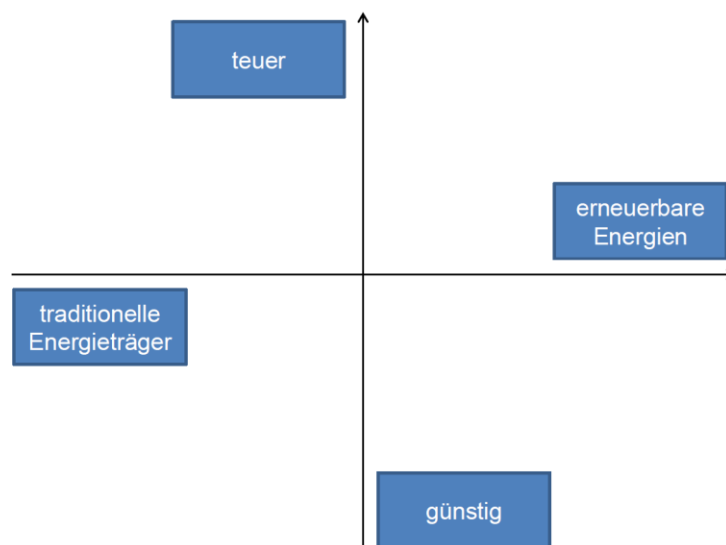 teuer
erneuerbare
Energien
traditionelle
Energieträger
günstig